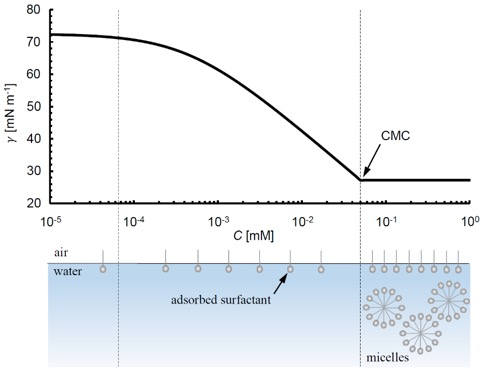 80
70
60
50
40
30
20
γ [mN m⁻¹]
CMC
10⁻⁵ 10⁻⁴ 10⁻³ 10⁻² 10⁻¹ 10⁰
C [mM]
air
water
adsorbed surfactant
micelles